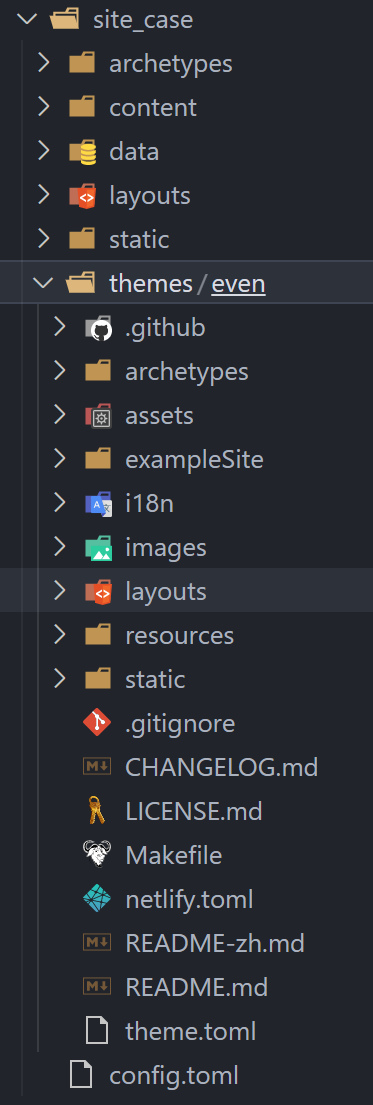 site_case
archetypes
content
data
layouts
static
themes/even
.github
archetypes
assets
exampleSite
i18n
images
layouts
resources
static
.gitignore
CHANGELOG.md
LICENSE.md
Makefile
netlify.toml
README-zh.md
README.md
theme.toml
config.toml